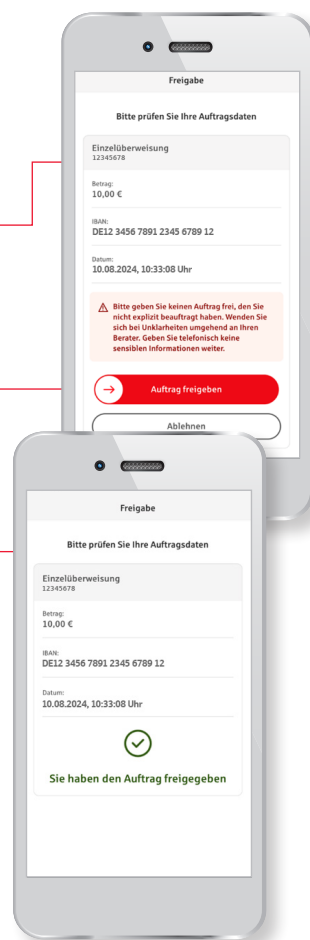 Freigabe
Bitte prüfen Sie Ihre Auftragsdaten
Einzelüberweisung
12345678
Betrag:
10,00 €
IBAN:
DE12 3456 7891 2345 6789 12
Datum:
10.08.2024, 10:33:08 Uhr
Bitte geben Sie keinen Auftrag frei, den Sie
nicht explizit beauftragt haben. Wenden Sie
sich bei Unklarheiten umgehend an Ihren
Berater. Geben Sie telefonisch keine
sensiblen Informationen weiter.
Auftrag freigeben
Ablehnen
Freigabe
Bitte prüfen Sie Ihre Auftragsdaten
Einzelüberweisung
12345678
Betrag:
10,00 €
IBAN:
DE12 3456 7891 2345 6789 12
Datum:
10.08.2024, 10:33:08 Uhr
Sie haben den Auftrag freigegeben